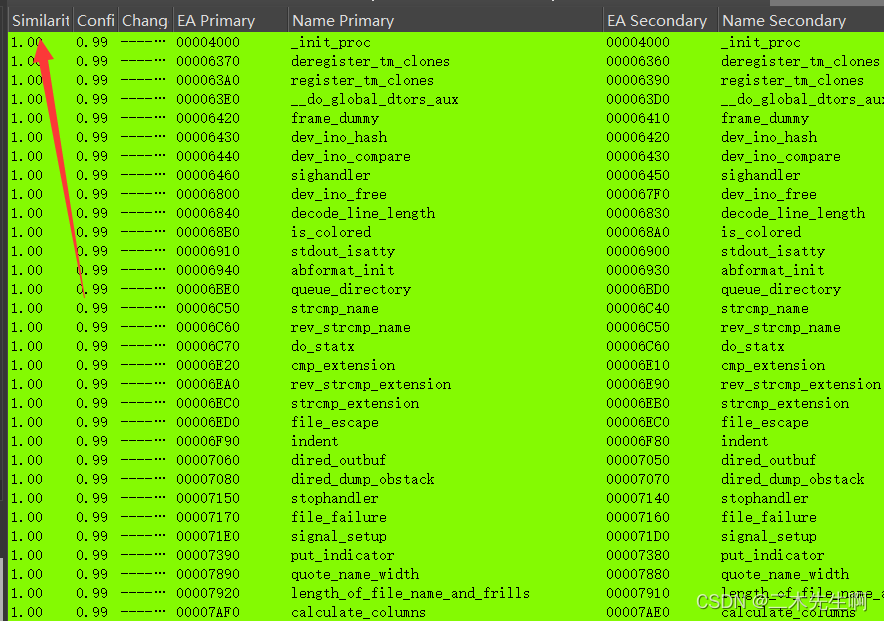 Similarit Confi Chang EA Primary Name Primary EA Secondary Name Secondary
1.00 0.99 ----… 00004000 _init_proc 00004000 _init_proc
1.00 0.99 ----… 00006370 deregister_tm_clones 00006360 deregister_tm_clones
1.00 0.99 ----… 000063A0 register_tm_clones 00006390 register_tm_clones
1.00 0.99 ----… 000063E0 __do_global_dtors_aux 000063D0 __do_global_dtors_aux
1.00 0.99 ----… 00006420 frame_dummy 00006410 frame_dummy
1.00 0.99 ----… 00006430 dev_ino_hash 00006420 dev_ino_hash
1.00 0.99 ----… 00006440 dev_ino_compare 00006430 dev_ino_compare
1.00 0.99 ----… 00006460 sighandler 00006450 sighandler
1.00 0.99 ----… 00006800 dev_ino_free 000067F0 dev_ino_free
1.00 0.99 ----… 00006840 decode_line_length 00006830 decode_line_length
1.00 0.99 ----… 000068B0 is_colored 000068A0 is_colored
1.00 0.99 ----… 00006910 stdout_isatty 00006900 stdout_isatty
1.00 0.99 ----… 00006940 abformat_init 00006930 abformat_init
1.00 0.99 ----… 00006BE0 queue_directory 00006BD0 queue_directory
1.00 0.99 ----… 00006C50 strcmp_name 00006C40 strcmp_name
1.00 0.99 ----… 00006C60 rev_strcmp_name 00006C50 rev_strcmp_name
1.00 0.99 ----… 00006C70 do_statx 00006C60 do_statx
1.00 0.99 ----… 00006E20 cmp_extension 00006E10 cmp_extension
1.00 0.99 ----… 00006EA0 rev_strcmp_extension 00006E90 rev_strcmp_extension
1.00 0.99 ----… 00006EC0 strcmp_extension 00006EB0 strcmp_extension
1.00 0.99 ----… 00006ED0 file_escape 00006EC0 file_escape
1.00 0.99 ----… 00006F90 indent 00006F80 indent
1.00 0.99 ----… 00007060 dired_outbuf 00007050 dired_outbuf
1.00 0.99 ----… 00007080 dired_dump_obstack 00007070 dired_dump_obstack
1.00 0.99 ----… 00007150 stophandler 00007140 stophandler
1.00 0.99 ----… 00007170 file_failure 00007160 file_failure
1.00 0.99 ----… 000071E0 signal_setup 000071D0 signal_setup
1.00 0.99 ----… 00007390 put_indicator 00007380 put_indicator
1.00 0.99 ----… 00007890 quote_name_width 00007880 quote_name_width
1.00 0.99 ----… 00007920 length_of_file_name_and_frills 00007910 length_of_file_name_a
1.00 0.99 ----… 00007AF0 calculate_columns 00007AE0 calculate_columns
CSDN @二木先生啊